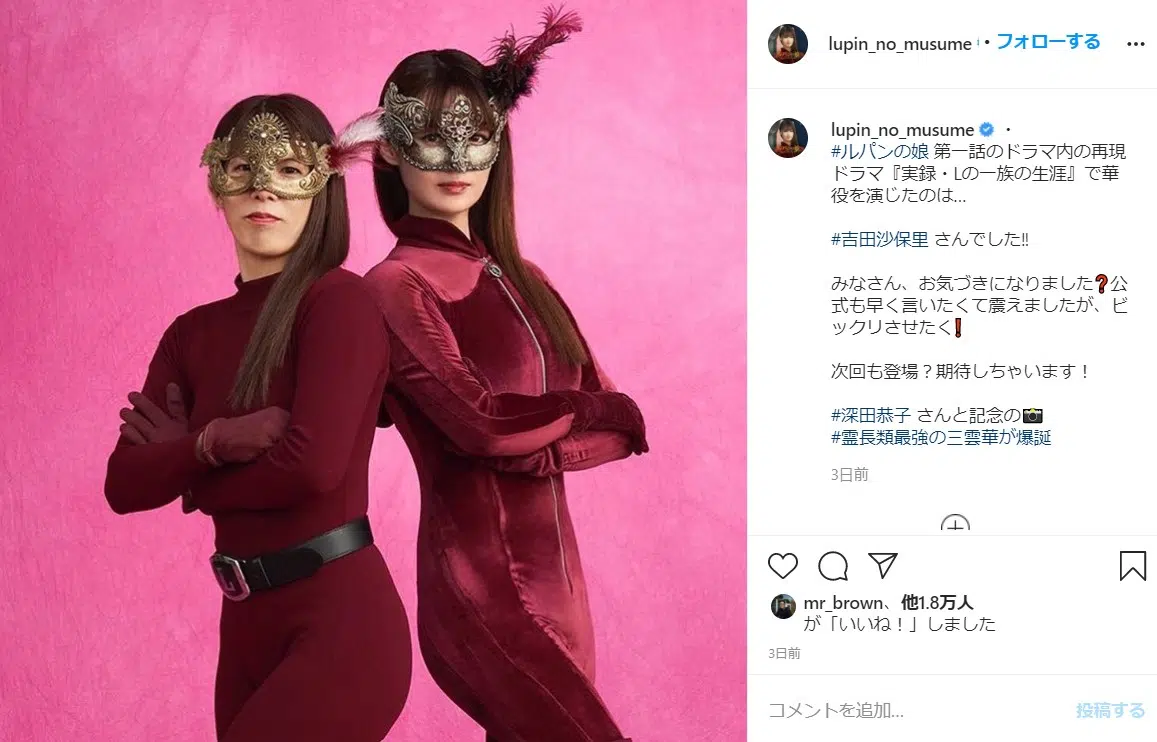 lupin_no_musume • フォローする
lupin_no_musume •
#ルパンの娘 第一話のドラマ内の再現
ドラマ『実録・Lの一族の生涯』で華
役を演じたのは...
#吉田沙保里 さんでした‼
みなさん、お気づきになりました❓公
式も早く言いたくて震えましたが、ビ
ックリさせたく❗
次回も登場？期待しちゃいます！
#深田恭子 さんと記念の📸
#霊長類最強の三雲華が爆誕
3日前
mr_brown、他1.8万人
が「いいね！」しました
3日前
コメントを追加... 投稿する